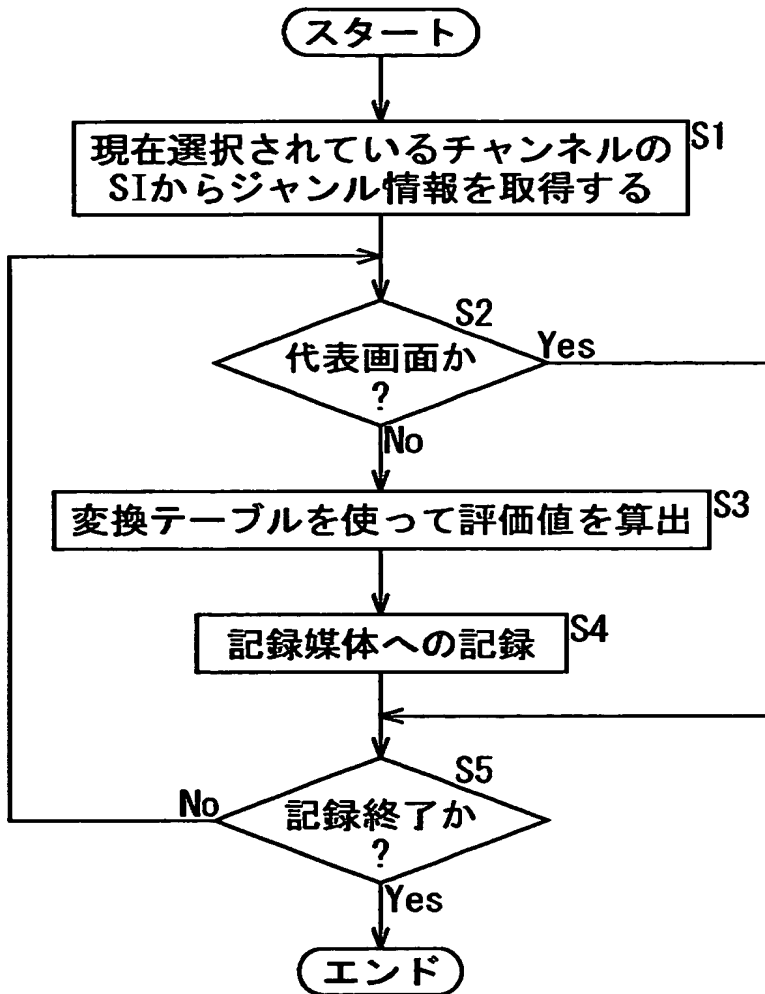 スタート
現在選択されているチャンネルの
SIからジャンル情報を取得する
S1
S2
代表画面か
?
Yes
No
変換テーブルを使って評価値を算出
S3
記録媒体への記録
S4
S5
記録終了か
?
No
Yes
エンド